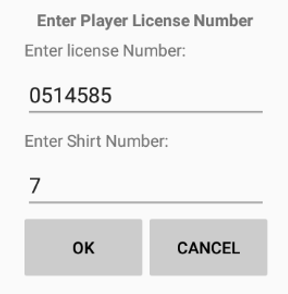 Enter Player License Number
Enter license Number:
0514585
Enter Shirt Number:
7
OK CANCEL